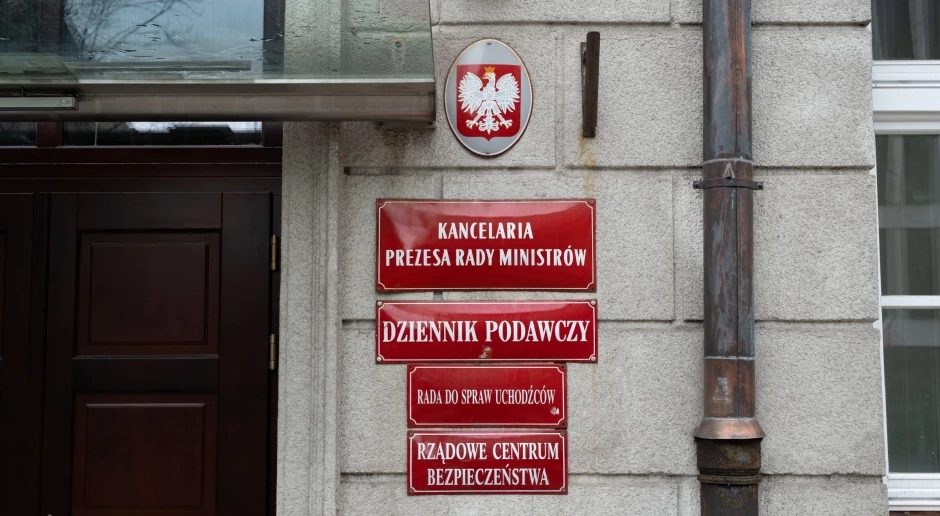 KANCELARIA
PREZESA RADY MINISTRÓW
DZIENNIK PODAWCZY
RADA DO SPRAW UCHODŹCÓW
RZĄDOWE CENTRUM
BEZPIECZEŃSTWA